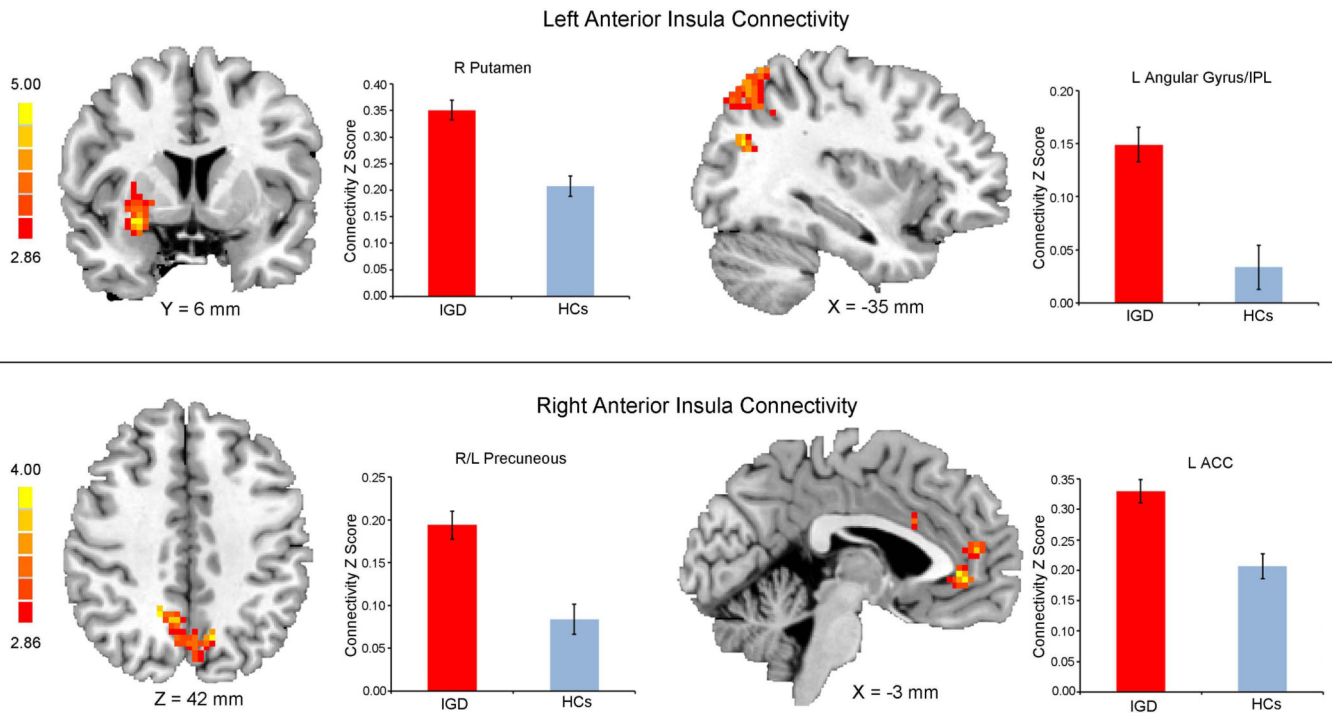 Left Anterior Insula Connectivity
5.00
2.86
Y = 6 mm
R Putamen
Connectivity Z Score
0.40
0.35
0.30
0.25
0.20
0.15
0.10
0.05
0.00
IGD
HCs
X = -35 mm
L Angular Gyrus/IPL
Connectivity Z Score
0.20
0.15
0.10
0.05
0.00
IGD
HCs
Right Anterior Insula Connectivity
4.00
2.86
Z = 42 mm
R/L Precuneous
Connectivity Z Score
0.25
0.20
0.15
0.10
0.05
0.00
IGD
HCs
X = -3 mm
L ACC
Connectivity Z Score
0.35
0.30
0.25
0.20
0.15
0.10
0.05
0.00
IGD
HCs